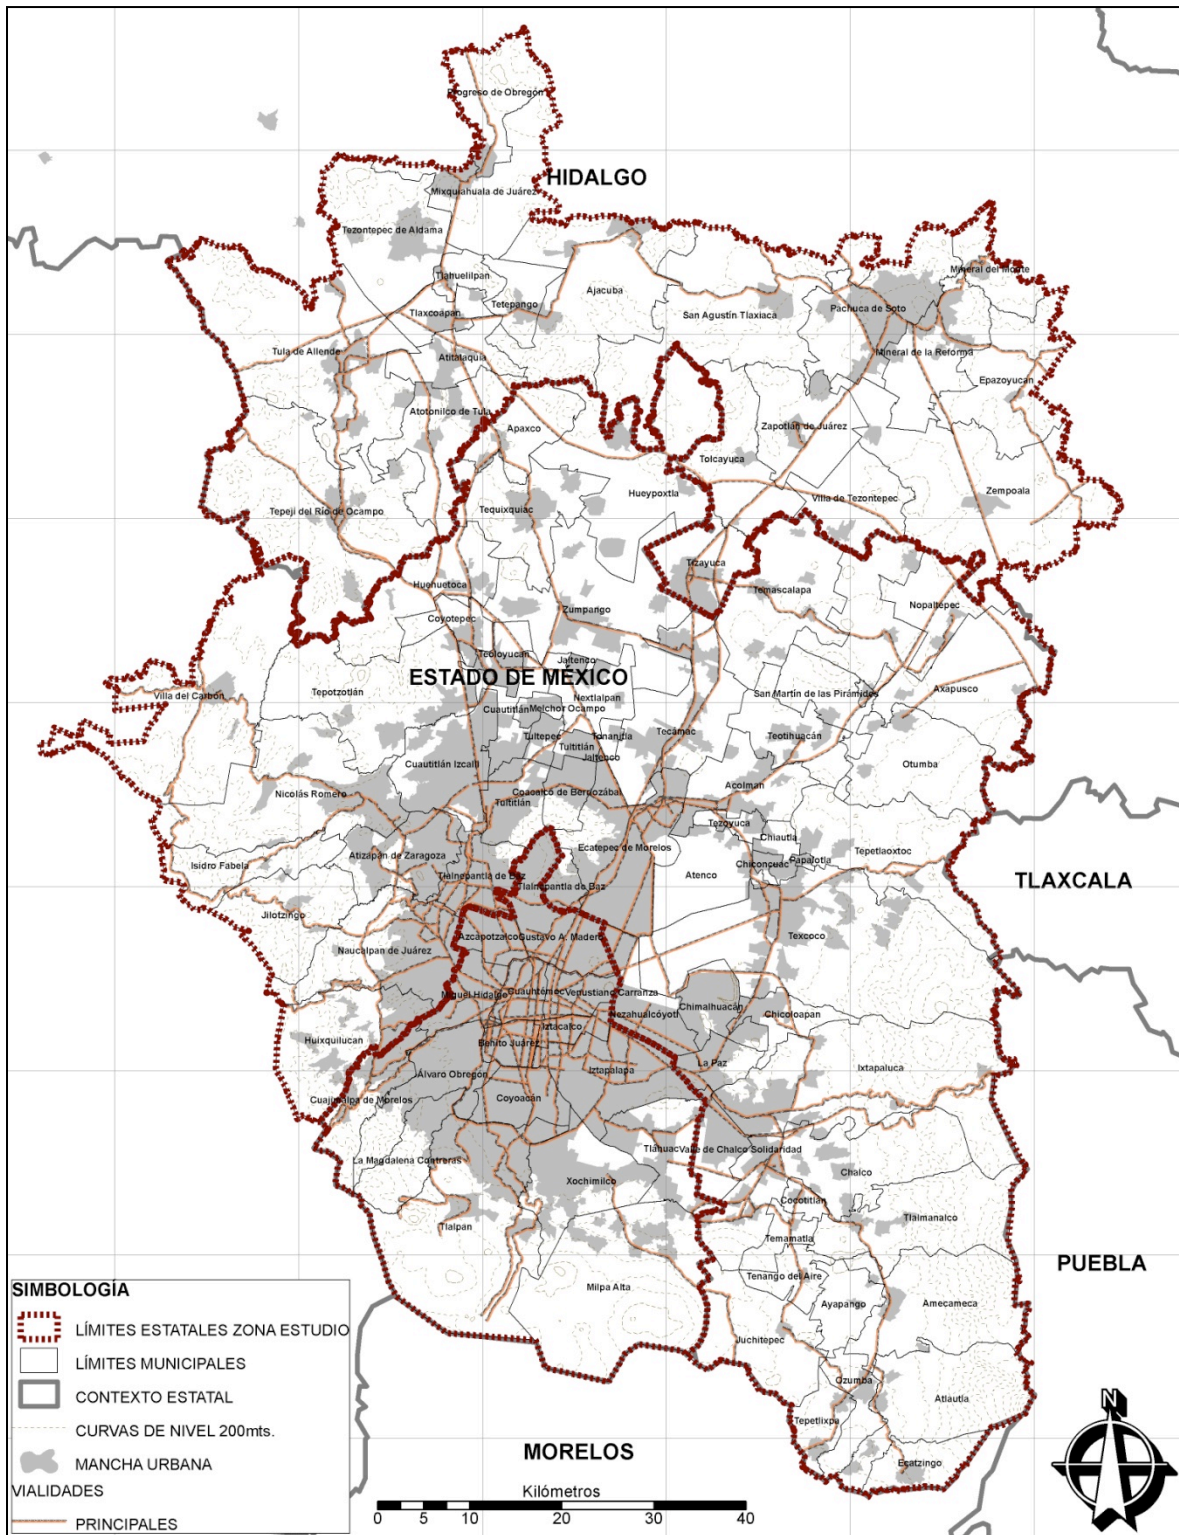 Progreso de Obregón
HIDALGO
Mixquiahuala de Juárez
Tezontepec de Aldama
Mineral del Monte
Tlahuelilpan
Ajacuba
Tetepango
Pachuca de Soto
Tlaxcoapan
San Agustín Tlaxiaca
Tula de Allende
Mineral de la Reforma
Atitalaquia
Epazoyucan
Atotonilco de Tula
Apaxco
Zapotlán de Juárez
Tolcayuca
Hueypoxtla
Zempoala
Villa de Tezontepec
Tequixquiac
Tepeji del Río de Ocampo
Tizayuca
Huehuetoca
Temascalapa
Nopaltepec
Zumpango
Coyotepec
Teoloyucan
Jaltenco
ESTADO DE MÉXICO
Tepotzotlán
Villa del Carbón
San Martín de las Pirámides
Axapusco
Nextlalpan
Cuautitlán
Melchor Ocampo
Tecámac
Teotihuacán
Tultepec
Tonanitla
Tultitlán
Jaltenco
Cuautitlán Izcalli
Otumba
Acolman
Nicolás Romero
Coacalco de Berriozábal
Tultitlán
Tezoyuca
Chiautla
Ecatepec de Morelos
Tepetlaoxtoc
Atizapán de Zaragoza
Isidro Fabela
Chiconcuac
Papalotla
Tlalnepantla de Baz
Atenco
TLAXCALA
Tlalnepantla de Baz
Jilotzingo
Azcapotzalco
Gustavo A. Madero
Texcoco
Naucalpan de Juárez
Miguel Hidalgo
Cuauhtémoc
Venustiano Carranza
Chimalhuacán
Nezahualcóyotl
Chicoloapan
Iztacalco
Huixquilucan
Benito Juárez
La Paz
Ixtapaluca
Álvaro Obregón
Iztapalapa
Cuajimalpa de Morelos
Coyoacán
Tláhuac
Valle de Chalco Solidaridad
La Magdalena Contreras
Chalco
Xochimilco
Cocotitlán
Tlalmanalco
Tlalpan
Temamatla
PUEBLA
Tenango del Aire
Milpa Alta
Ayapango
Amecameca
Juchitepec
Ozumba
Atlautla
Tepetlixpa
Ecatzingo
MORELOS
SIMBOLOGÍA
LÍMITES ESTATALES ZONA ESTUDIO
LÍMITES MUNICIPALES
CONTEXTO ESTATAL
CURVAS DE NIVEL 200mts.
MANCHA URBANA
VIALIDADES
PRINCIPALES
Kilómetros
0 5 10 20 30 40
N